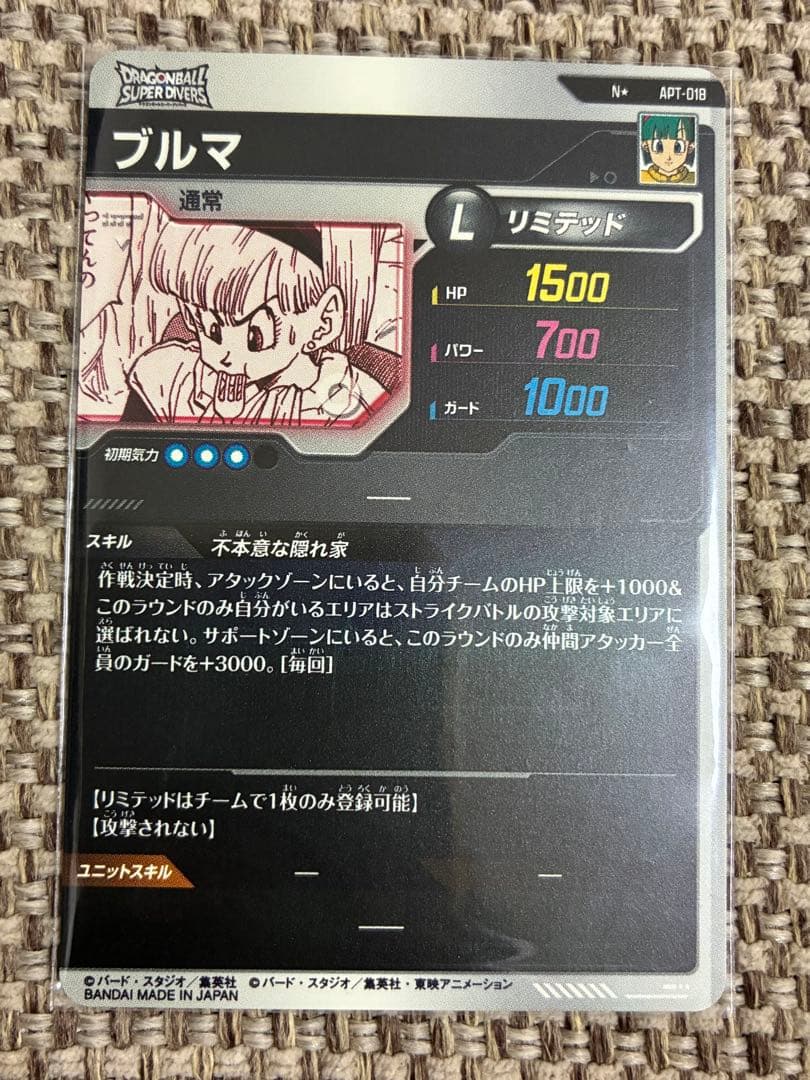 DRAGONBALL
SUPER DIVERS
N★ APT-018
ブルマ
通常
ってんの
L リミテッド
HP 1500
パワー 700
ガード 1000
初期気力
スキル 不本意な隠れ家
作戦決定時、アタックゾーンにいると、自分チームのHP上限を+1000&
このラウンドのみ自分がいるエリアはストライクバトルの攻撃対象エリアに
選ばれない。サポートゾーンにいると、このラウンドのみ仲間アタッカー全
員のガードを+3000。[毎回]
【リミテッドはチームで1枚のみ登録可能】
【攻撃されない】
ユニットスキル ― ―
©バード・スタジオ／集英社 ©バード・スタジオ／集英社・東映アニメーション
BANDAI MADE IN JAPAN